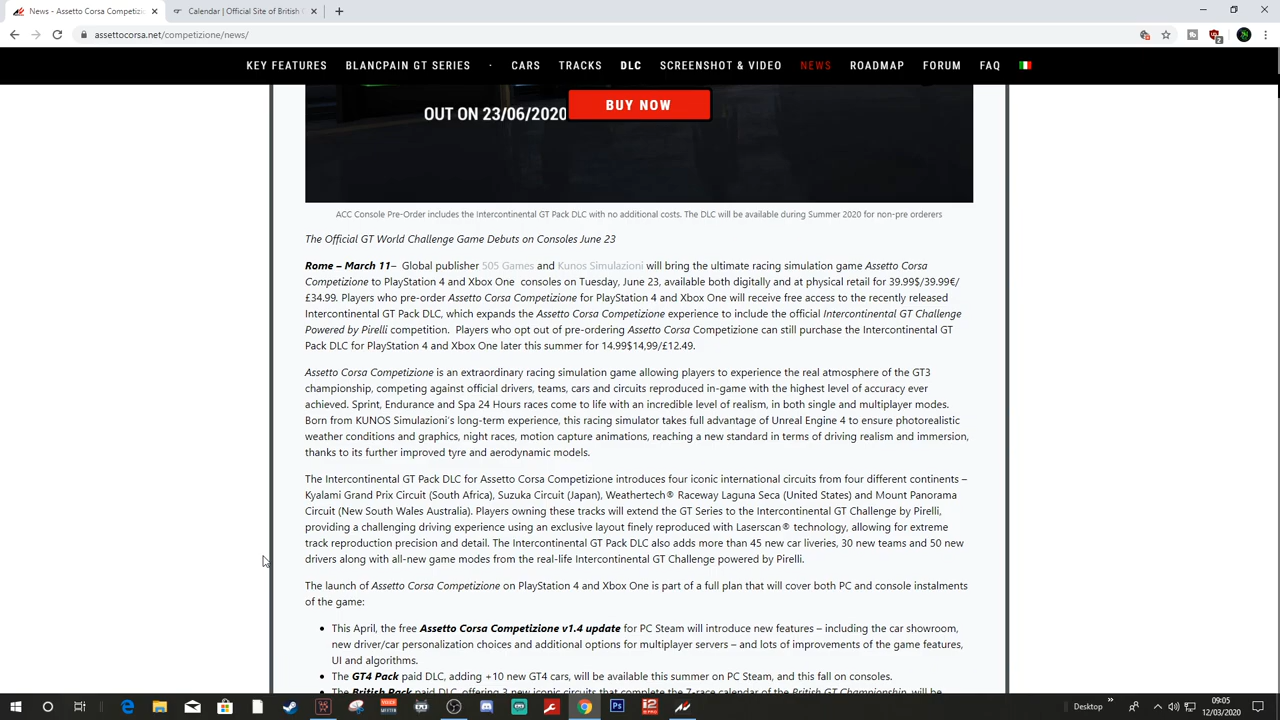 News - Assetto Corsa Competizi
Calendar | Official Site of British G
assettocorsa.net/competizione/news/
KEY FEATURES BLANCPAIN GT SERIES · CARS TRACKS DLC SCREENSHOT & VIDEO NEWS ROADMAP FORUM FAQ
OUT ON 23/06/2020 BUY NOW
ACC Console Pre-Order includes the Intercontinental GT Pack DLC with no additional costs. The DLC will be available during Summer 2020 for non-pre orderers
The Official GT World Challenge Game Debuts on Consoles June 23
Rome – March 11– Global publisher 505 Games and Kunos Simulazioni will bring the ultimate racing simulation game Assetto Corsa
Competizione to PlayStation 4 and Xbox One consoles on Tuesday, June 23, available both digitally and at physical retail for 39.99$/39.99€/
£34.99. Players who pre-order Assetto Corsa Competizione for PlayStation 4 and Xbox One will receive free access to the recently released
Intercontinental GT Pack DLC, which expands the Assetto Corsa Competizione experience to include the official Intercontinental GT Challenge
Powered by Pirelli competition. Players who opt out of pre-ordering Assetto Corsa Competizione can still purchase the Intercontinental GT
Pack DLC for PlayStation 4 and Xbox One later this summer for 14.99$14,99/£12.49.
Assetto Corsa Competizione is an extraordinary racing simulation game allowing players to experience the real atmosphere of the GT3
championship, competing against official drivers, teams, cars and circuits reproduced in-game with the highest level of accuracy ever
achieved. Sprint, Endurance and Spa 24 Hours races come to life with an incredible level of realism, in both single and multiplayer modes.
Born from KUNOS Simulazioni's long-term experience, this racing simulator takes full advantage of Unreal Engine 4 to ensure photorealistic
weather conditions and graphics, night races, motion capture animations, reaching a new standard in terms of driving realism and immersion,
thanks to its further improved tyre and aerodynamic models.
The Intercontinental GT Pack DLC for Assetto Corsa Competizione introduces four iconic international circuits from four different continents –
Kyalami Grand Prix Circuit (South Africa), Suzuka Circuit (Japan), Weathertech® Raceway Laguna Seca (United States) and Mount Panorama
Circuit (New South Wales Australia). Players owning these tracks will extend the GT Series to the Intercontinental GT Challenge by Pirelli,
providing a challenging driving experience using an exclusive layout finely reproduced with Laserscan® technology, allowing for extreme
track reproduction precision and detail. The Intercontinental GT Pack DLC also adds more than 45 new car liveries, 30 new teams and 50 new
drivers along with all-new game modes from the real-life Intercontinental GT Challenge powered by Pirelli.
The launch of Assetto Corsa Competizione on PlayStation 4 and Xbox One is part of a full plan that will cover both PC and console instalments
of the game:
• This April, the free Assetto Corsa Competizione v1.4 update for PC Steam will introduce new features – including the car showroom,
new driver/car personalization choices and additional options for multiplayer servers – and lots of improvements of the game features,
UI and algorithms.
• The GT4 Pack paid DLC, adding +10 new GT4 cars, will be available this summer on PC Steam, and this fall on consoles.
• The British Pack paid DLC, offering 3 new iconic circuits that complete the 7-race calendar of the British GT Championship, will be
Desktop
09:05
12/03/2020